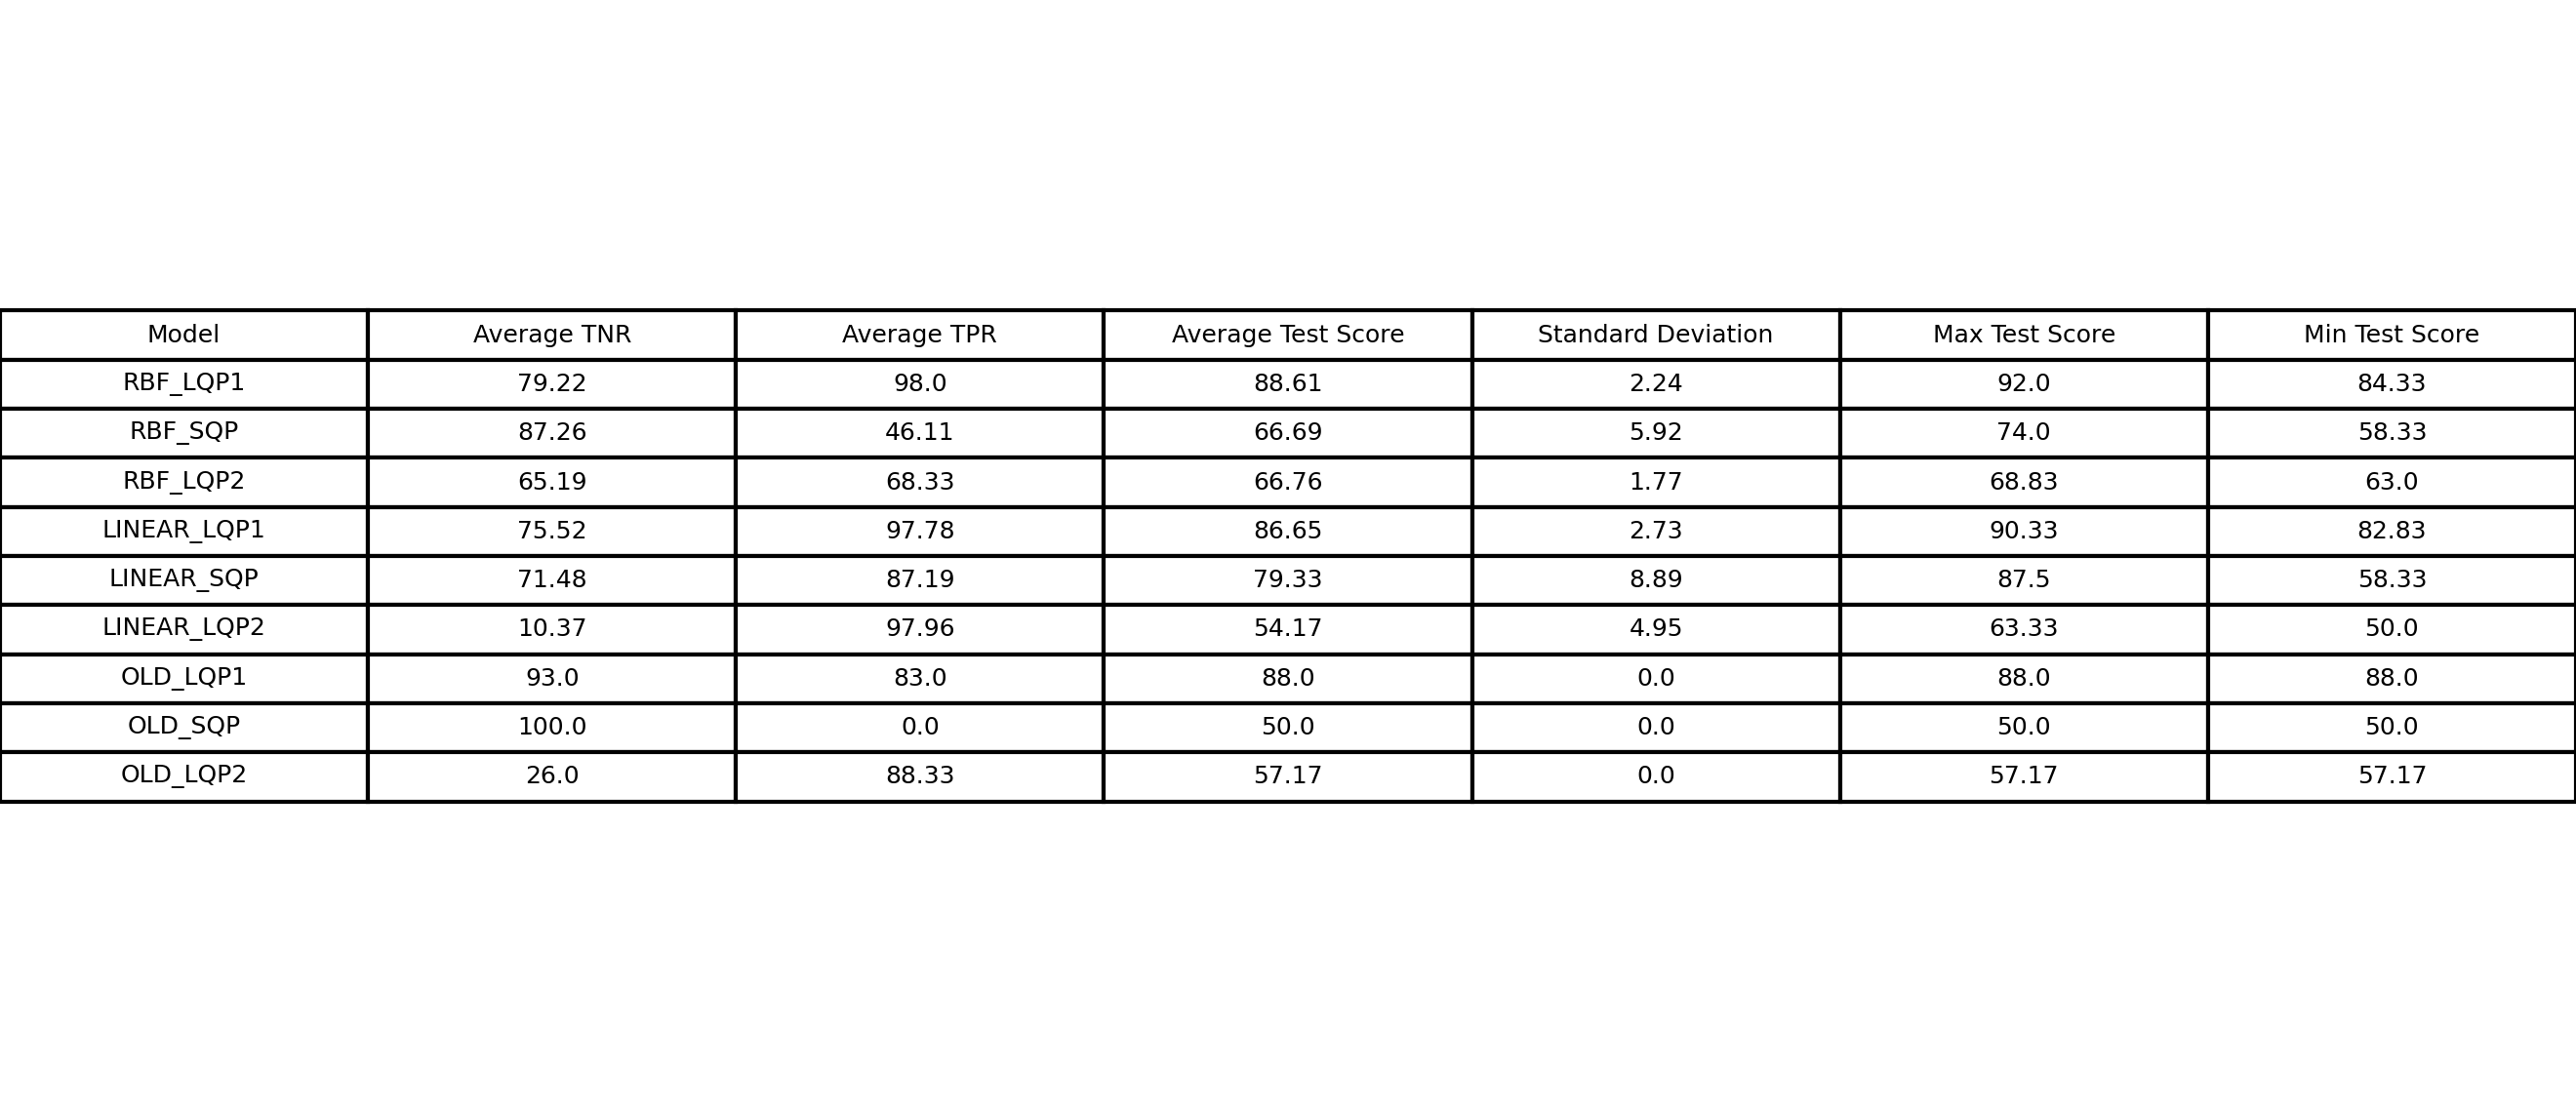 Model Average TNR Average TPR Average Test Score Standard Deviation Max Test Score Min Test Score
RBF_LQP1 79.22 98.0 88.61 2.24 92.0 84.33
RBF_SQP 87.26 46.11 66.69 5.92 74.0 58.33
RBF_LQP2 65.19 68.33 66.76 1.77 68.83 63.0
LINEAR_LQP1 75.52 97.78 86.65 2.73 90.33 82.83
LINEAR_SQP 71.48 87.19 79.33 8.89 87.5 58.33
LINEAR_LQP2 10.37 97.96 54.17 4.95 63.33 50.0
OLD_LQP1 93.0 83.0 88.0 0.0 88.0 88.0
OLD_SQP 100.0 0.0 50.0 0.0 50.0 50.0
OLD_LQP2 26.0 88.33 57.17 0.0 57.17 57.17